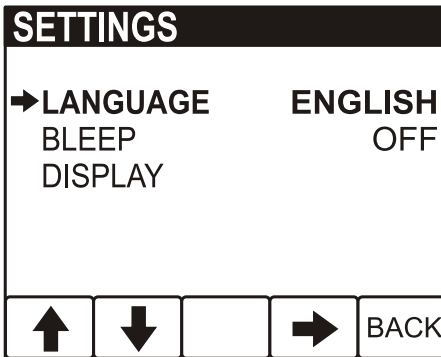 SETTINGS
LANGUAGE ENGLISH
BLEEP OFF
DISPLAY
BACK